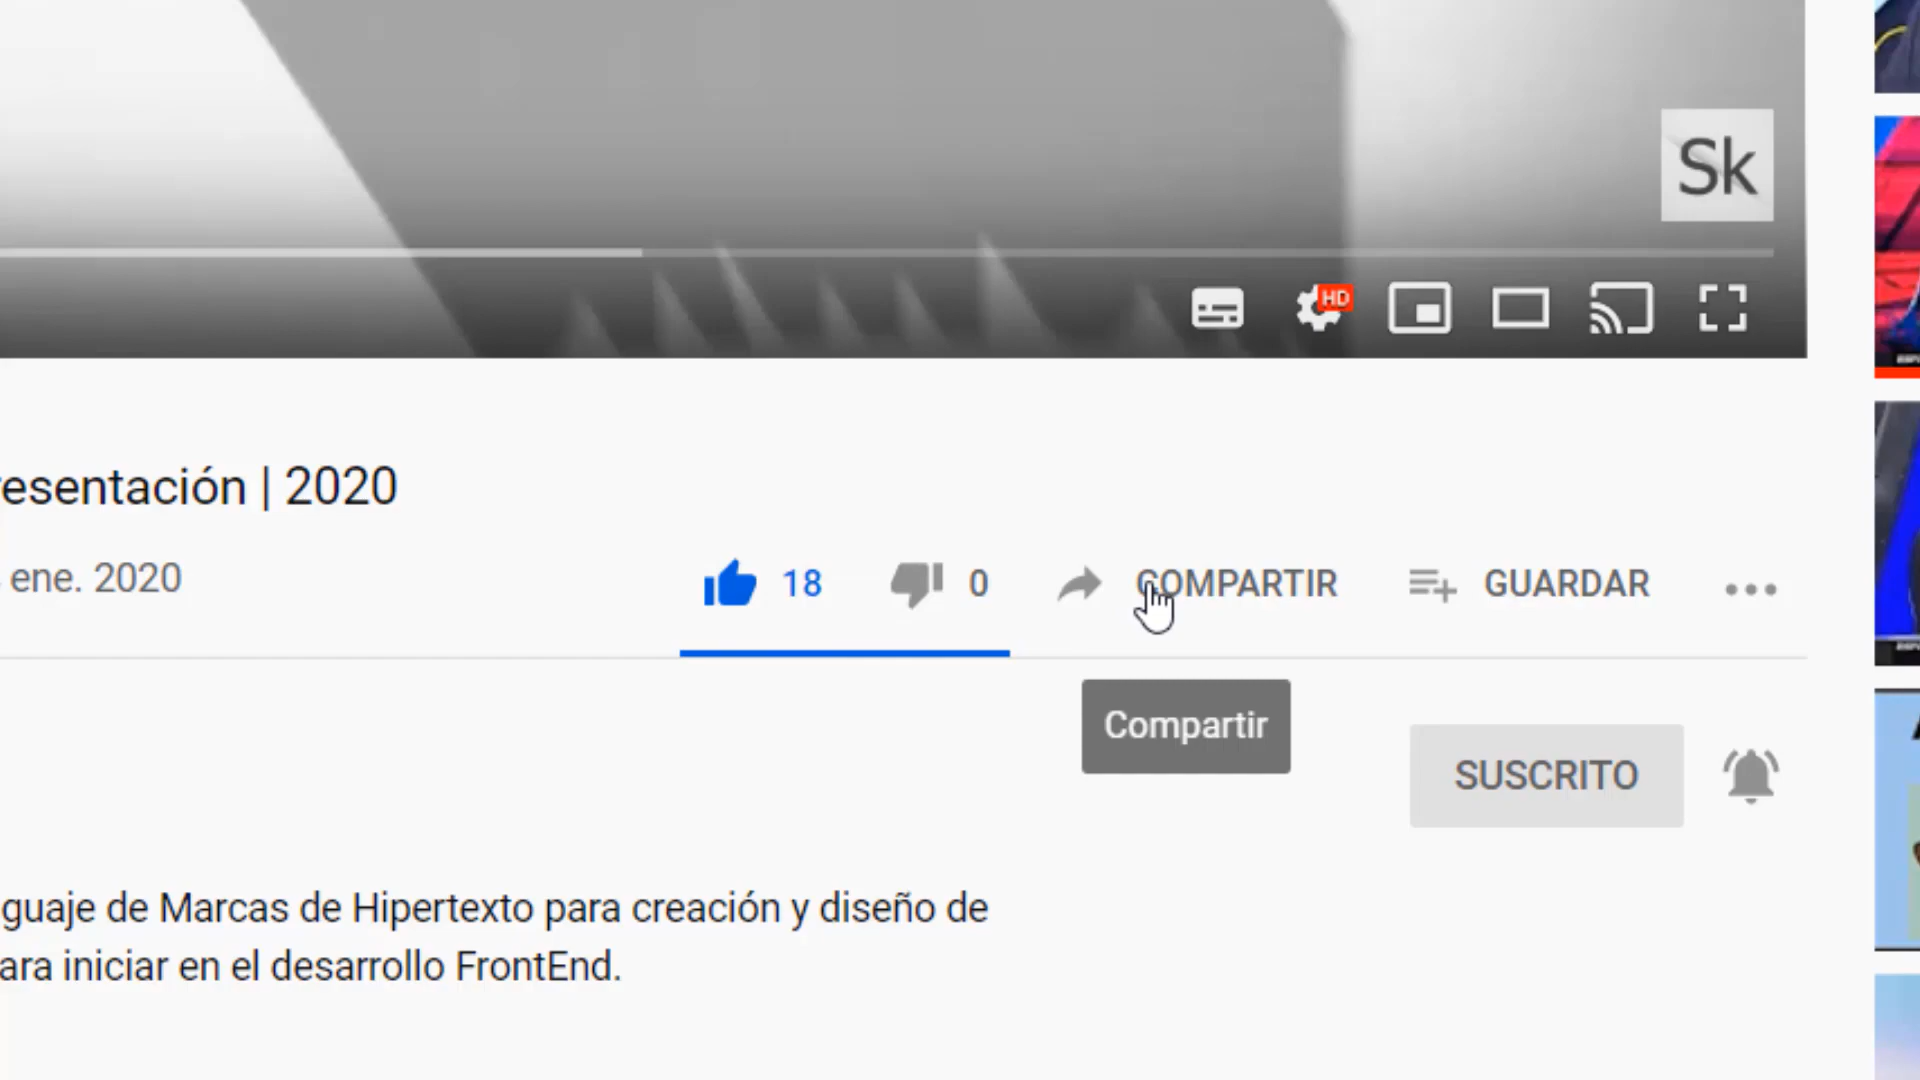 Sk
HD
resentación | 2020
ene. 2020
18
0
COMPARTIR
GUARDAR
Compartir
SUSCRITO
guaje de Marcas de Hipertexto para creación y diseño de
ara iniciar en el desarrollo FrontEnd.